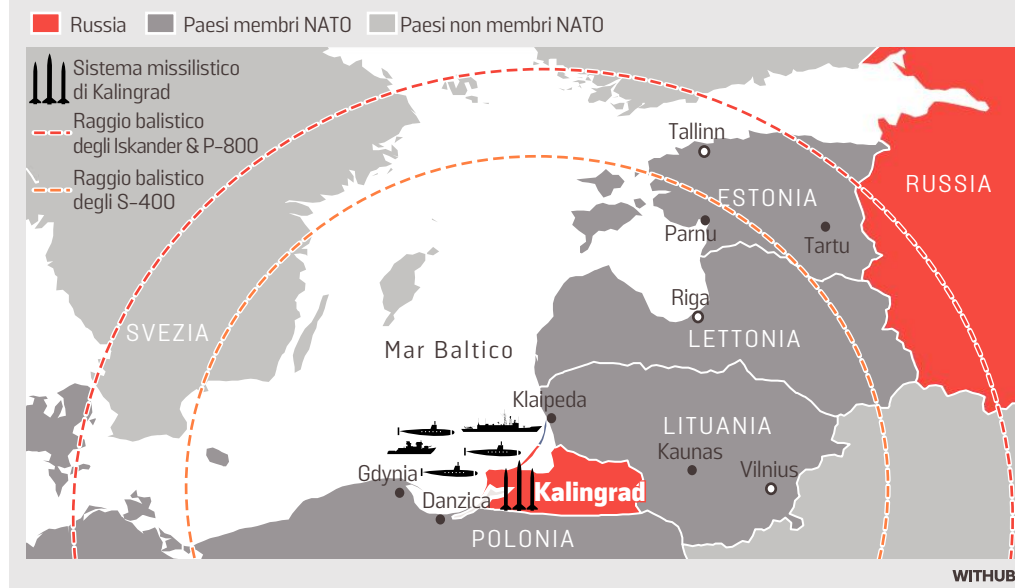 Russia
Paesi membri NATO
Paesi non membri NATO
Sistema missilistico
di Kalingrad
Raggio balistico
degli Iskander & P-800
Raggio balistico
degli S-400
Tallinn
ESTONIA
RUSSIA
Parnu
Tartu
Riga
SVEZIA
LETTONIA
Mar Baltico
Klaipeda
LITUANIA
Kaunas
Gdynia
Vilnius
Kalingrad
Danzica
POLONIA
WITHUB